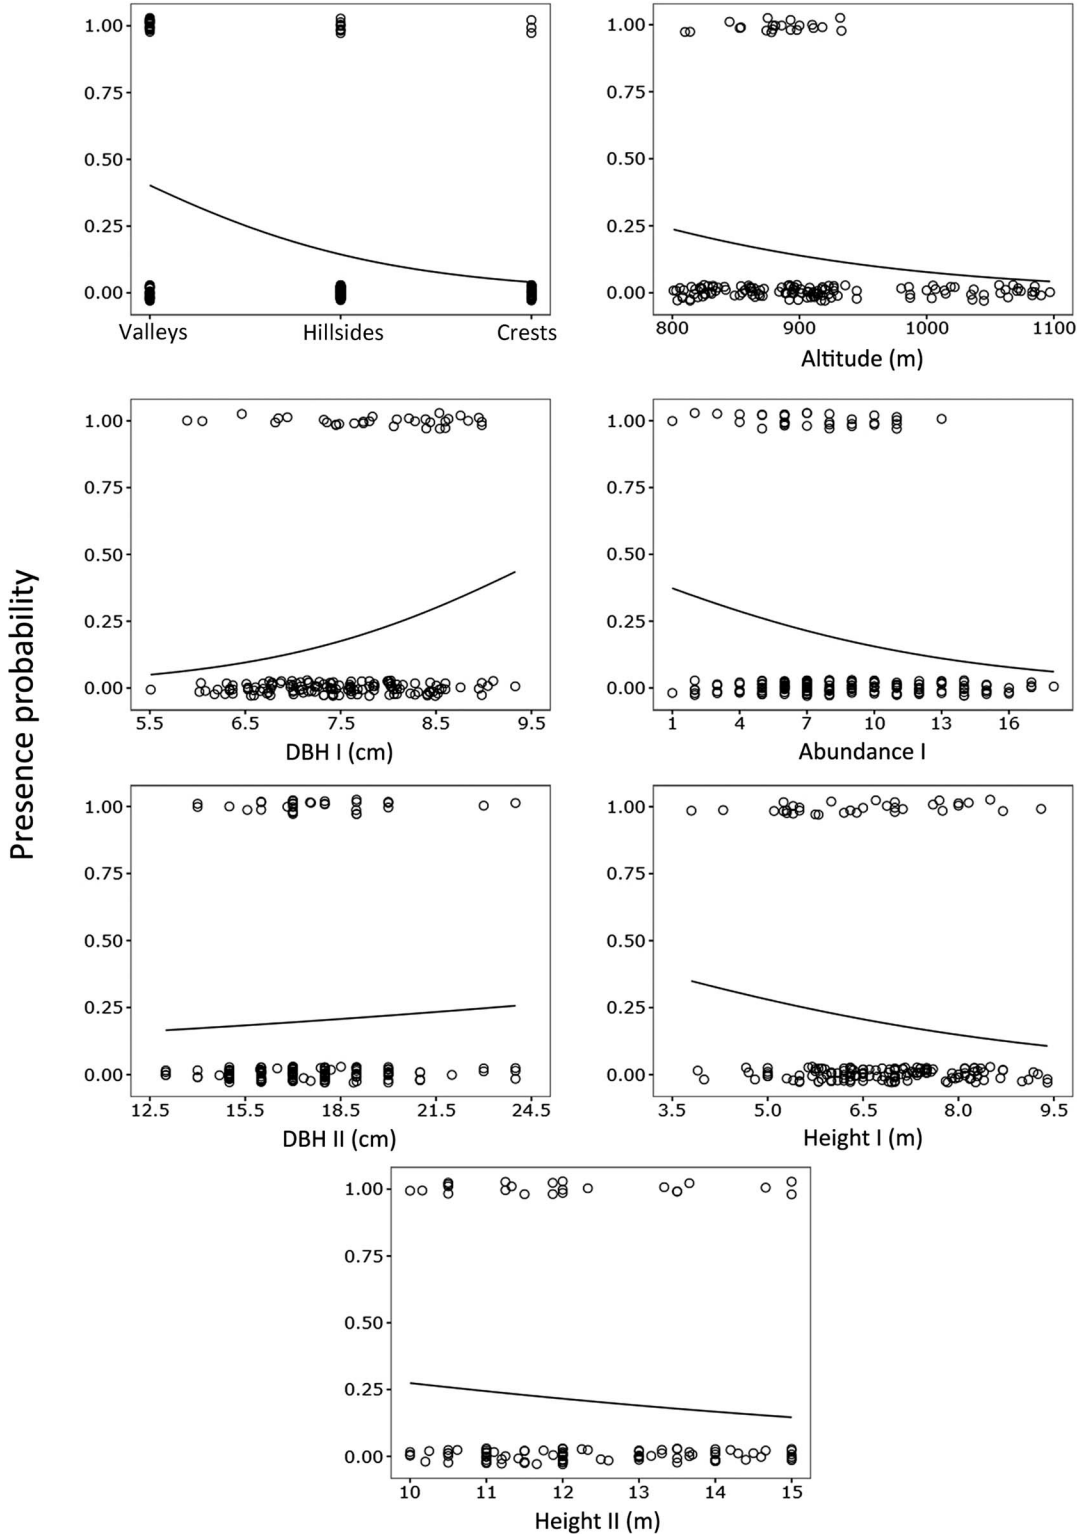 Presence probability
1.00
0.75
0.50
0.25
0.00
Valleys Hillsides Crests
1.00
0.75
0.50
0.25
0.00
800 900 1000 1100
Altitude (m)
1.00
0.75
0.50
0.25
0.00
5.5 6.5 7.5 8.5 9.5
DBH I (cm)
1.00
0.75
0.50
0.25
0.00
1 4 7 10 13 16
Abundance I
1.00
0.75
0.50
0.25
0.00
12.5 15.5 18.5 21.5 24.5
DBH II (cm)
1.00
0.75
0.50
0.25
0.00
3.5 5.0 6.5 8.0 9.5
Height I (m)
1.00
0.75
0.50
0.25
0.00
10 11 12 13 14 15
Height II (m)